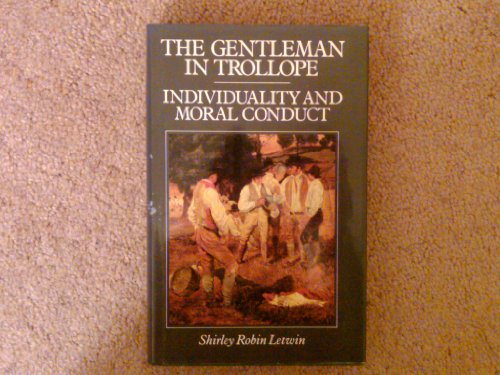 THE GENTLEMAN
IN TROLLOPE
INDIVIDUALITY AND
MORAL CONDUCT
Shirley Robin Letwin